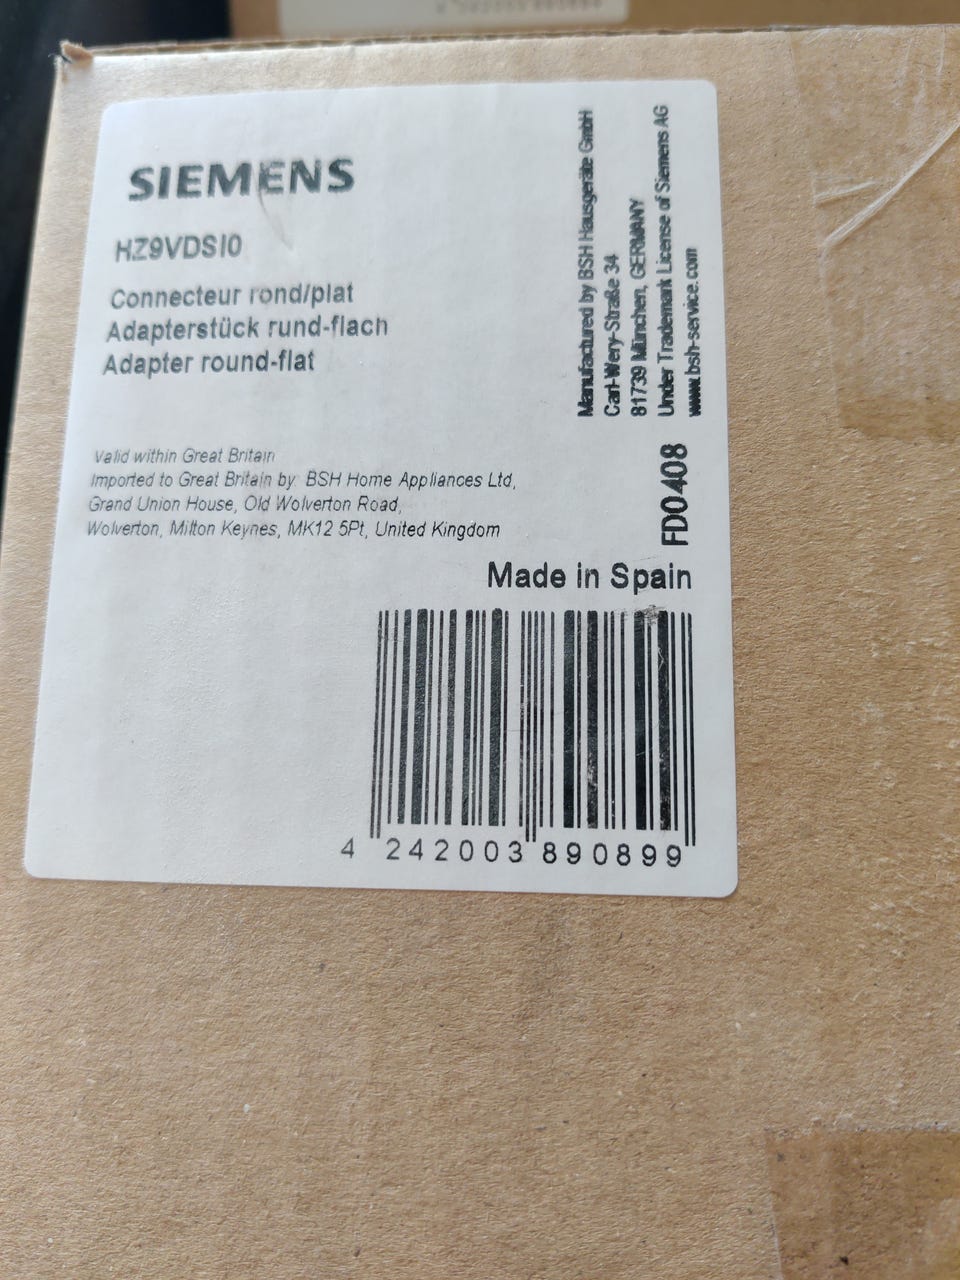 SIEMENS
HZ9VDSI0
Connecteur rond/plat
Adapterstück rund-flach
Adapter round-flat
Valid within Great Britain
Imported to Great Britain by: BSH Home Appliances Ltd,
Grand Union House, Old Wolverton Road,
Wolverton, Milton Keynes, MK12 5Pt, United Kingdom
Manufactured by BSH Hausgeräte GmbH
Carl-Wery-Straße 34
81739 München, GERMANY
Under Trademark License of Siemens AG
www.bsh-service.com
FD0408
Made in Spain
4 242003 890899